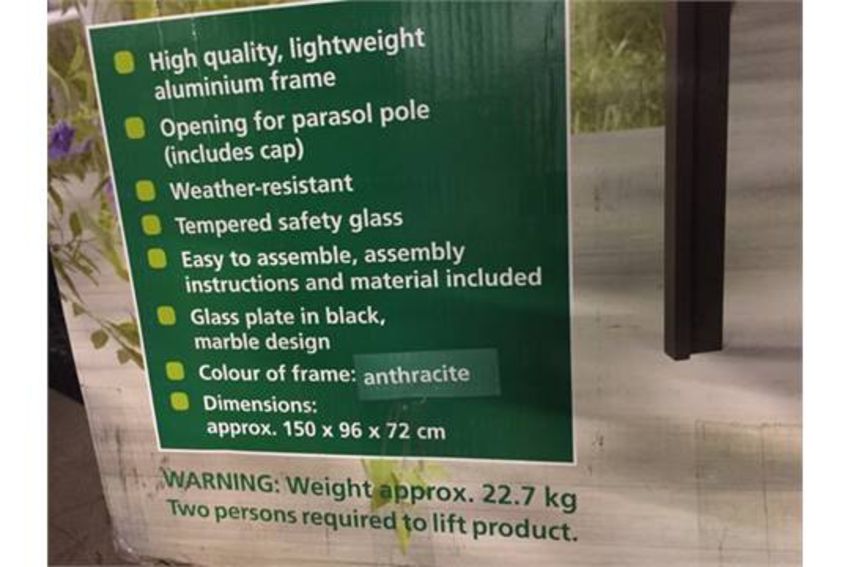 High quality, lightweight
aluminium frame
Opening for parasol pole
(includes cap)
Weather-resistant
Tempered safety glass
Easy to assemble, assembly
instructions and material included
Glass plate in black,
marble design
Colour of frame: anthracite
Dimensions:
approx. 150 x 96 x 72 cm
WARNING: Weight approx. 22.7 kg
Two persons required to lift product.